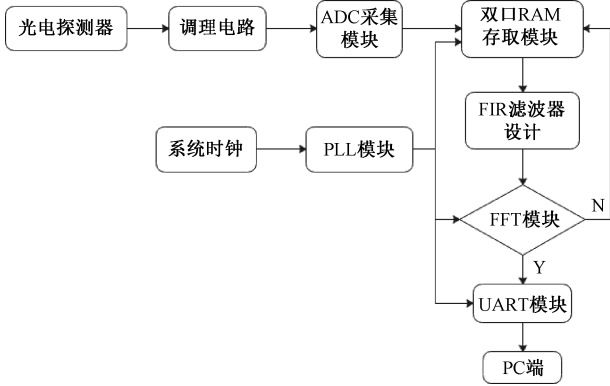 光电探测器
调理电路
ADC采集
模块
双口RAM
存取模块
FIR滤波器
设计
系统时钟
PLL模块
FFT模块
N
Y
UART模块
PC端